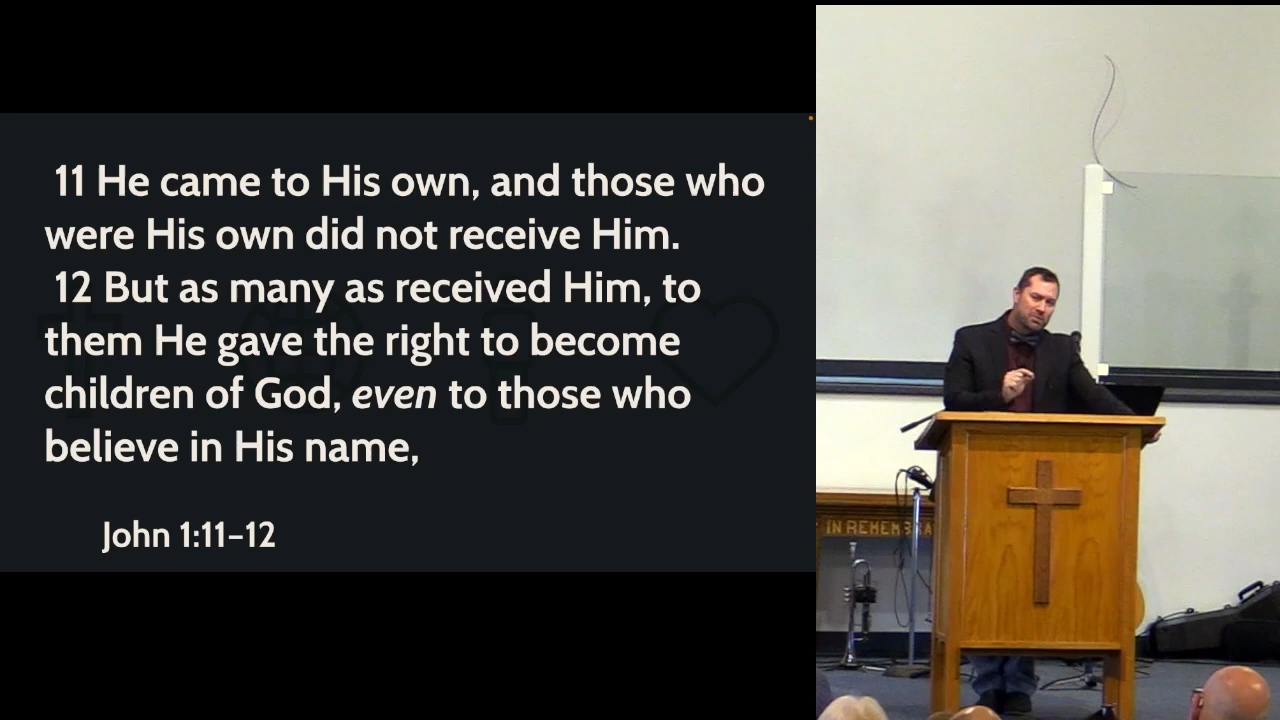 11 He came to His own, and those who
were His own did not receive Him.
12 But as many as received Him, to
them He gave the right to become
children of God, even to those who
believe in His name,
John 1:11–12
IN REMEMBRA